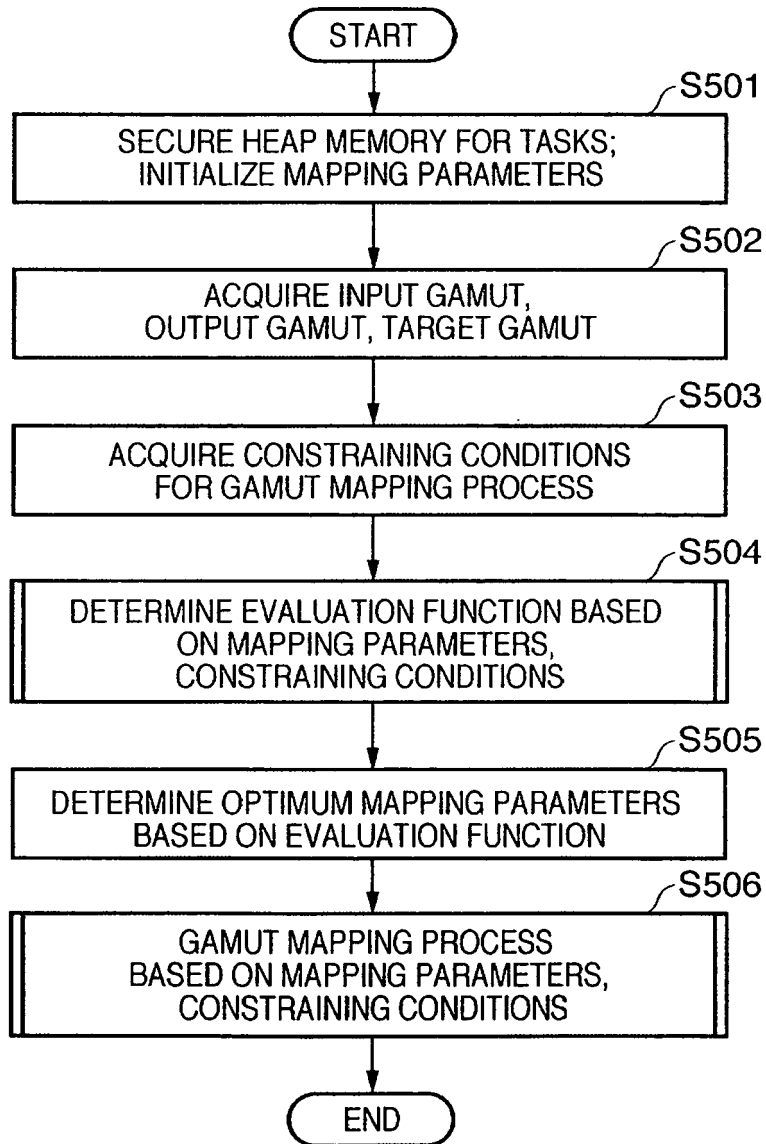 START
S501
SECURE HEAP MEMORY FOR TASKS;
INITIALIZE MAPPING PARAMETERS
S502
ACQUIRE INPUT GAMUT,
OUTPUT GAMUT, TARGET GAMUT
S503
ACQUIRE CONSTRAINING CONDITIONS
FOR GAMUT MAPPING PROCESS
S504
DETERMINE EVALUATION FUNCTION BASED
ON MAPPING PARAMETERS,
CONSTRAINING CONDITIONS
S505
DETERMINE OPTIMUM MAPPING PARAMETERS
BASED ON EVALUATION FUNCTION
S506
GAMUT MAPPING PROCESS
BASED ON MAPPING PARAMETERS,
CONSTRAINING CONDITIONS
END